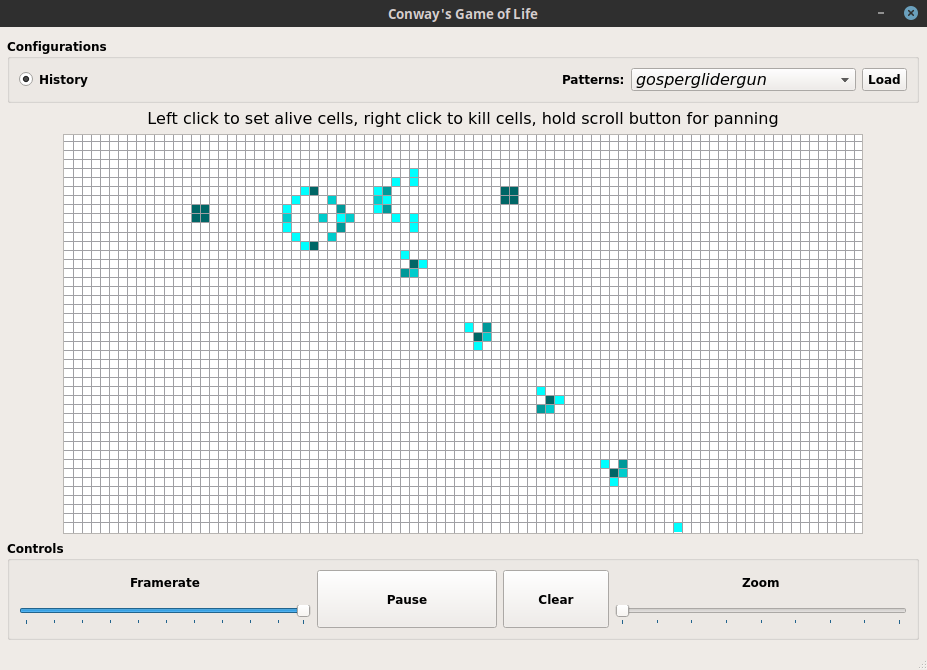 Conway's Game of Life
Configurations
History
Patterns: gosperglidergun Load
Left click to set alive cells, right click to kill cells, hold scroll button for panning
Controls
Framerate
Pause
Clear
Zoom